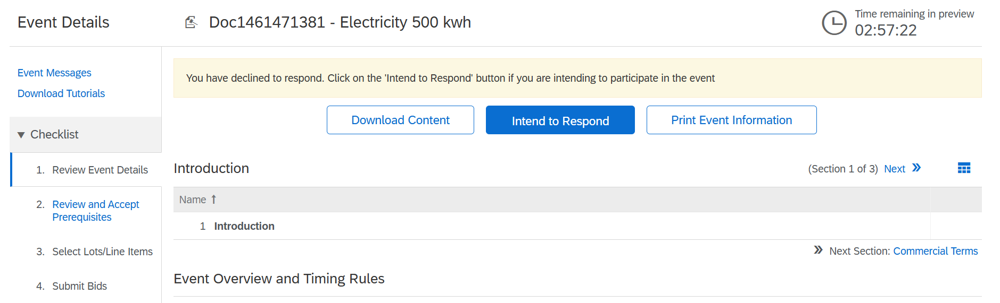 Event Details
Doc1461471381 - Electricity 500 kwh
Time remaining in preview
02:57:22
Event Messages
Download Tutorials
Checklist
1. Review Event Details
2. Review and Accept
Prerequisites
3. Select Lots/Line Items
4. Submit Bids
You have declined to respond. Click on the 'Intend to Respond' button if you are intending to participate in the event
Download Content
Intend to Respond
Print Event Information
Introduction
(Section 1 of 3) Next »
Name ↑
1 Introduction
» Next Section: Commercial Terms
Event Overview and Timing Rules